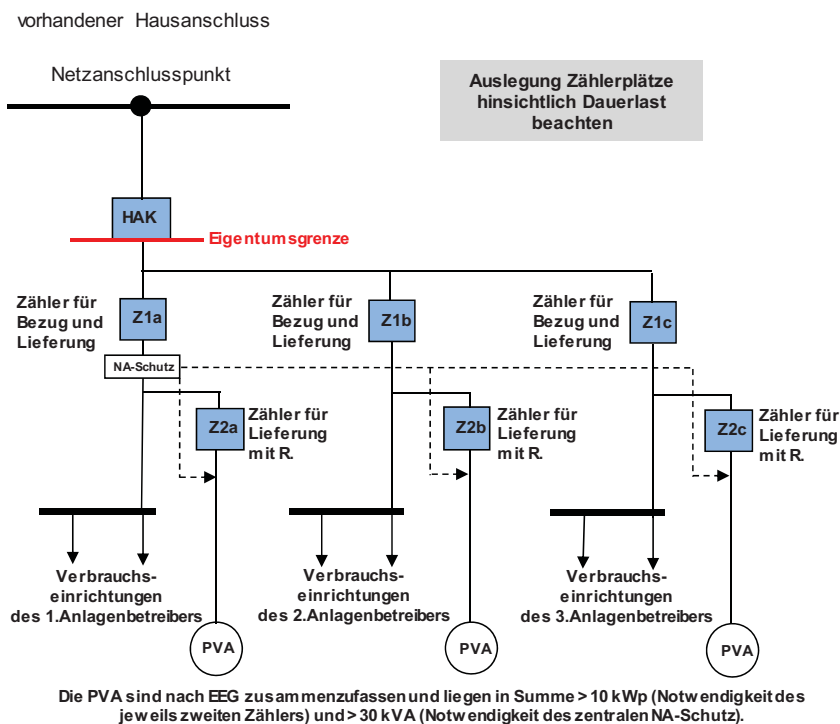 vorhandener Hausanschluss
Netzanschlusspunkt
Auslegung Zählerplätze
hinsichtlich Dauerlast
beachten
HAK
Eigentumsgrenze
Zähler für
Bezug und
Lieferung
Z1a
Zähler für
Bezug und
Lieferung
Z1b
Zähler für
Bezug und
Lieferung
Z1c
NA-Schutz
Z2a
Zähler für
Lieferung
mit R.
Z2b
Zähler für
Lieferung
mit R.
Z2c
Zähler für
Lieferung
mit R.
Verbrauchs-
einrichtungen
des 1.Anlagenbetreibers
Verbrauchs-
einrichtungen
des 2.Anlagenbetreibers
Verbrauchs-
einrichtungen
des 3.Anlagenbetreibers
PVA
PVA
PVA
Die PVA sind nach EEG zusammenzufassen und liegen in Summe > 10 kWp (Notwendigkeit des
jeweils zweiten Zählers) und > 30 kVA (Notwendigkeit des zentralen NA-Schutz).